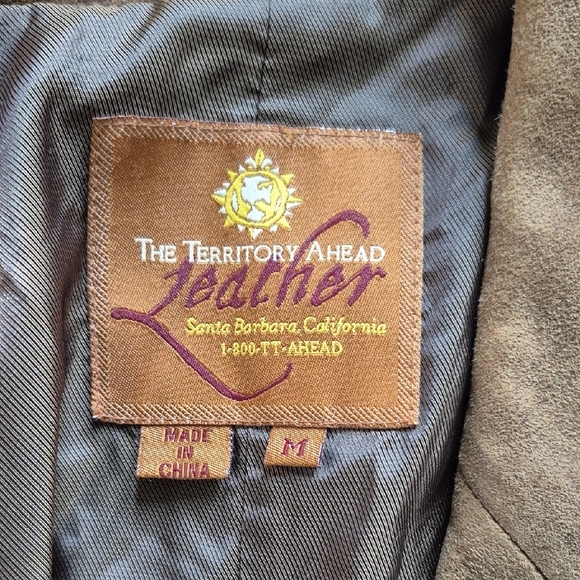 THE TERRITORY AHEAD
Leather
Santa Barbara, California
1-800-TT-AHEAD
MADE
IN
CHINA
M